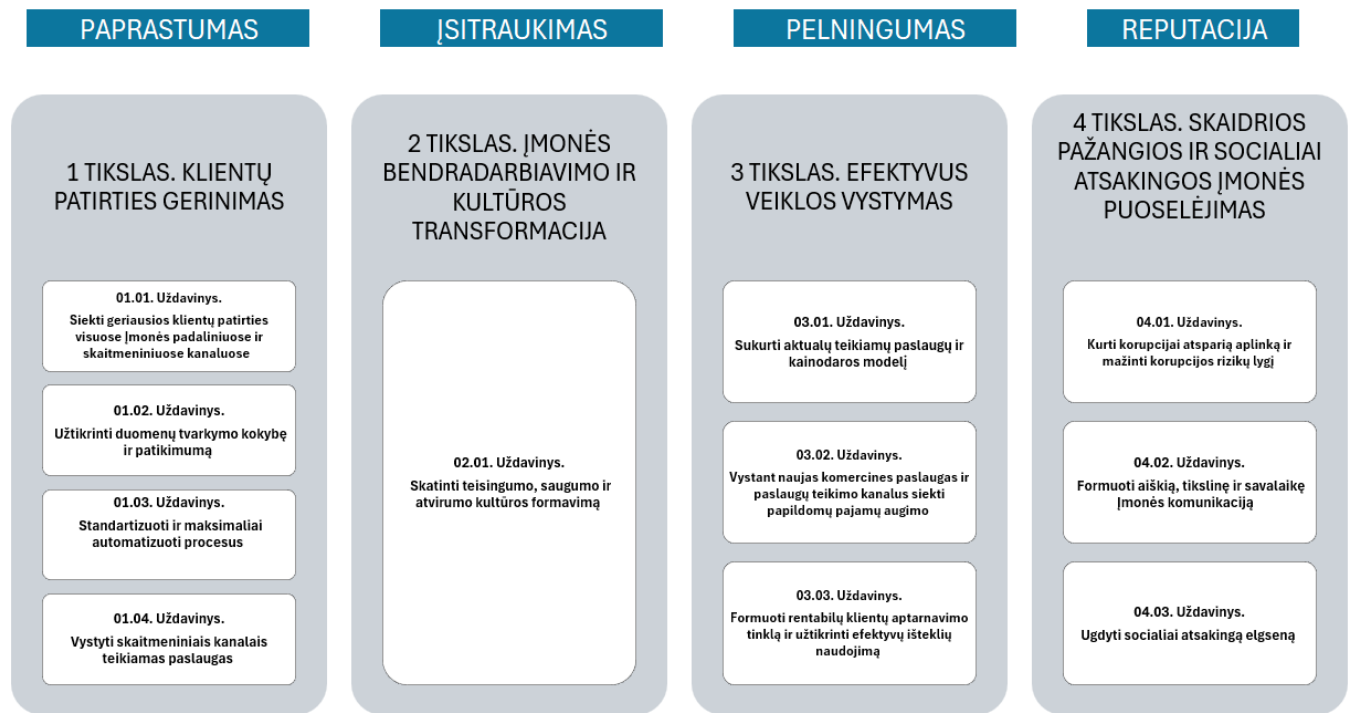 PAPRASTUMAS
ĮSITRAUKIMAS
PELNINGUMAS
REPUTACIJA
1 TIKSLAS. KLIENTŲ
PATIRTIES GERINIMAS
01.01. Uždavinys.
Siekti geriausios klientų patirties
visuose Įmonės padaliniuose ir
skaitmeniniuose kanaluose
01.02. Uždavinys.
Užtikrinti duomenų tvarkymo kokybę
ir patikimumą
01.03. Uždavinys.
Standartizuoti ir maksimaliai
automatizuoti procesus
01.04. Uždavinys.
Vystyti skaitmeniniais kanalais
teikiamas paslaugas
2 TIKSLAS. ĮMONĖS
BENDRADARBIAVIMO IR
KULTŪROS
TRANSFORMACIJA
02.01. Uždavinys.
Skatinti teisingumo, saugumo ir
atvirumo kultūros formavimą
3 TIKSLAS. EFEKTYVUS
VEIKLOS VYSTYMAS
03.01. Uždavinys.
Sukurti aktualų teikiamų paslaugų ir
kainodaros modelį
03.02. Uždavinys.
Vystant naujas komercines paslaugas ir
paslaugų teikimo kanalus siekti
papildomų pajamų augimo
03.03. Uždavinys.
Formuoti rentabilų klientų aptarnavimo
tinklą ir užtikrinti efektyvų išteklių
naudojimą
4 TIKSLAS. SKAIDRIOS
PAŽANGIOS IR SOCIALIAI
ATSAKINGOS ĮMONĖS
PUOSELĖJIMAS
04.01. Uždavinys.
Kurti korupcijai atsparią aplinką ir
mažinti korupcijos rizikų lygį
04.02. Uždavinys.
Formuoti aiškią, tikslinę ir savalaikę
Įmonės komunikaciją
04.03. Uždavinys.
Ugdyti socialiai atsakingą elgseną